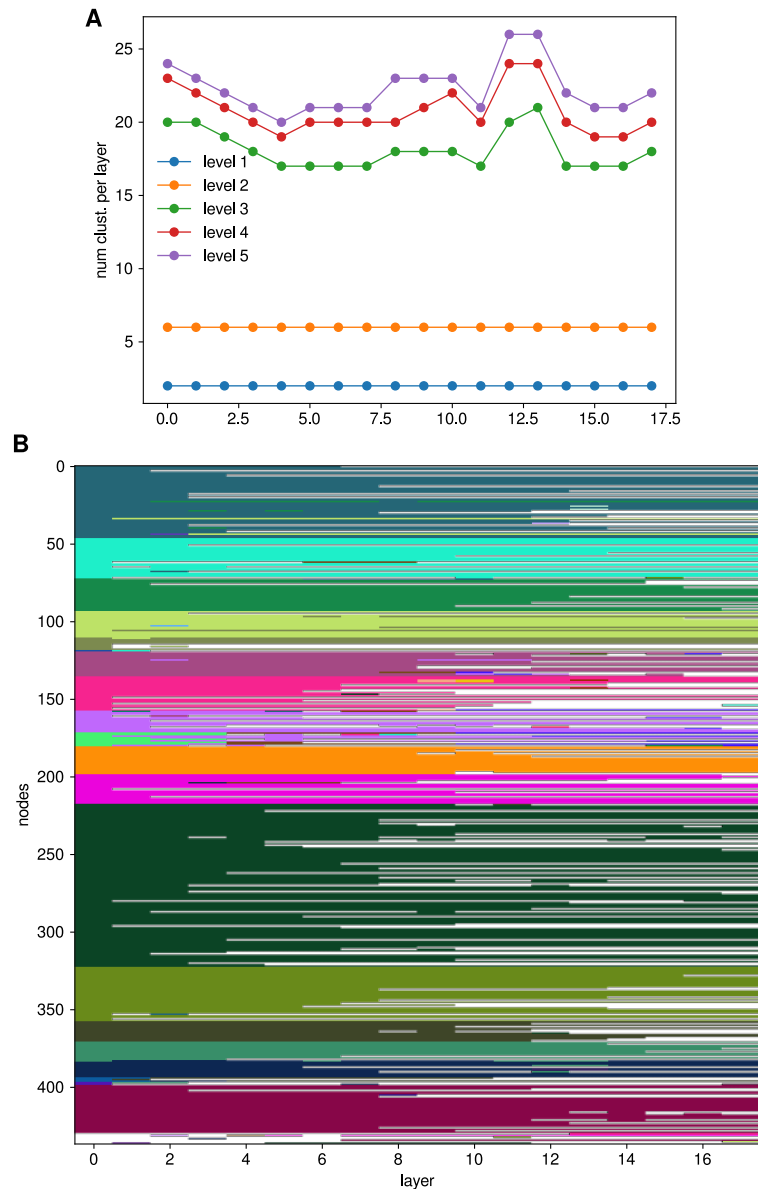 A
25
20
15
10
5
num clust. per layer
level 1
level 2
level 3
level 4
level 5
0.0 2.5 5.0 7.5 10.0 12.5 15.0 17.5
B
0
50
100
150
200
250
300
350
400
nodes
0 2 4 6 8 10 12 14 16
layer